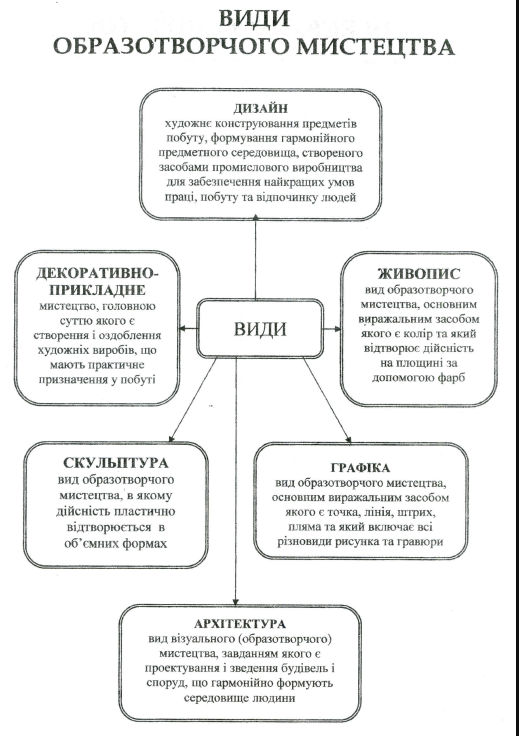 ВИДИ
ОБРАЗОТВОРЧОГО МИСТЕЦТВА
ДИЗАЙН
художнє конструювання предметів
побуту, формування гармонійного
предметного середовища, створеного
засобами промислового виробництва
для забезпечення найкращих умов
праці, побуту та відпочинку людей
ДЕКОРАТИВНО-
ПРИКЛАДНЕ
мистецтво, головною
суттю якого є
створення і оздоблення
художніх виробів, що
мають практичне
призначення у побуті
ВИДИ
ЖИВОПИС
вид образотворчого
мистецтва, основним
виражальним засобом
якого є колір та який
відтворює дійсність
на площині за
допомогою фарб
СКУЛЬПТУРА
вид образотворчого
мистецтва, в якому
дійсність пластично
відтворюється в
об’ємних формах
ГРАФІКА
вид образотворчого мистецтва,
основним виражальним засобом
якого є точка, лінія, штрих,
пляма та який включає всі
різновиди рисунка та гравюри
АРХІТЕКТУРА
вид візуального (образотворчого)
мистецтва, завданням якого є
проектування і зведення будівель і
споруд, що гармонійно формують
середовище людини